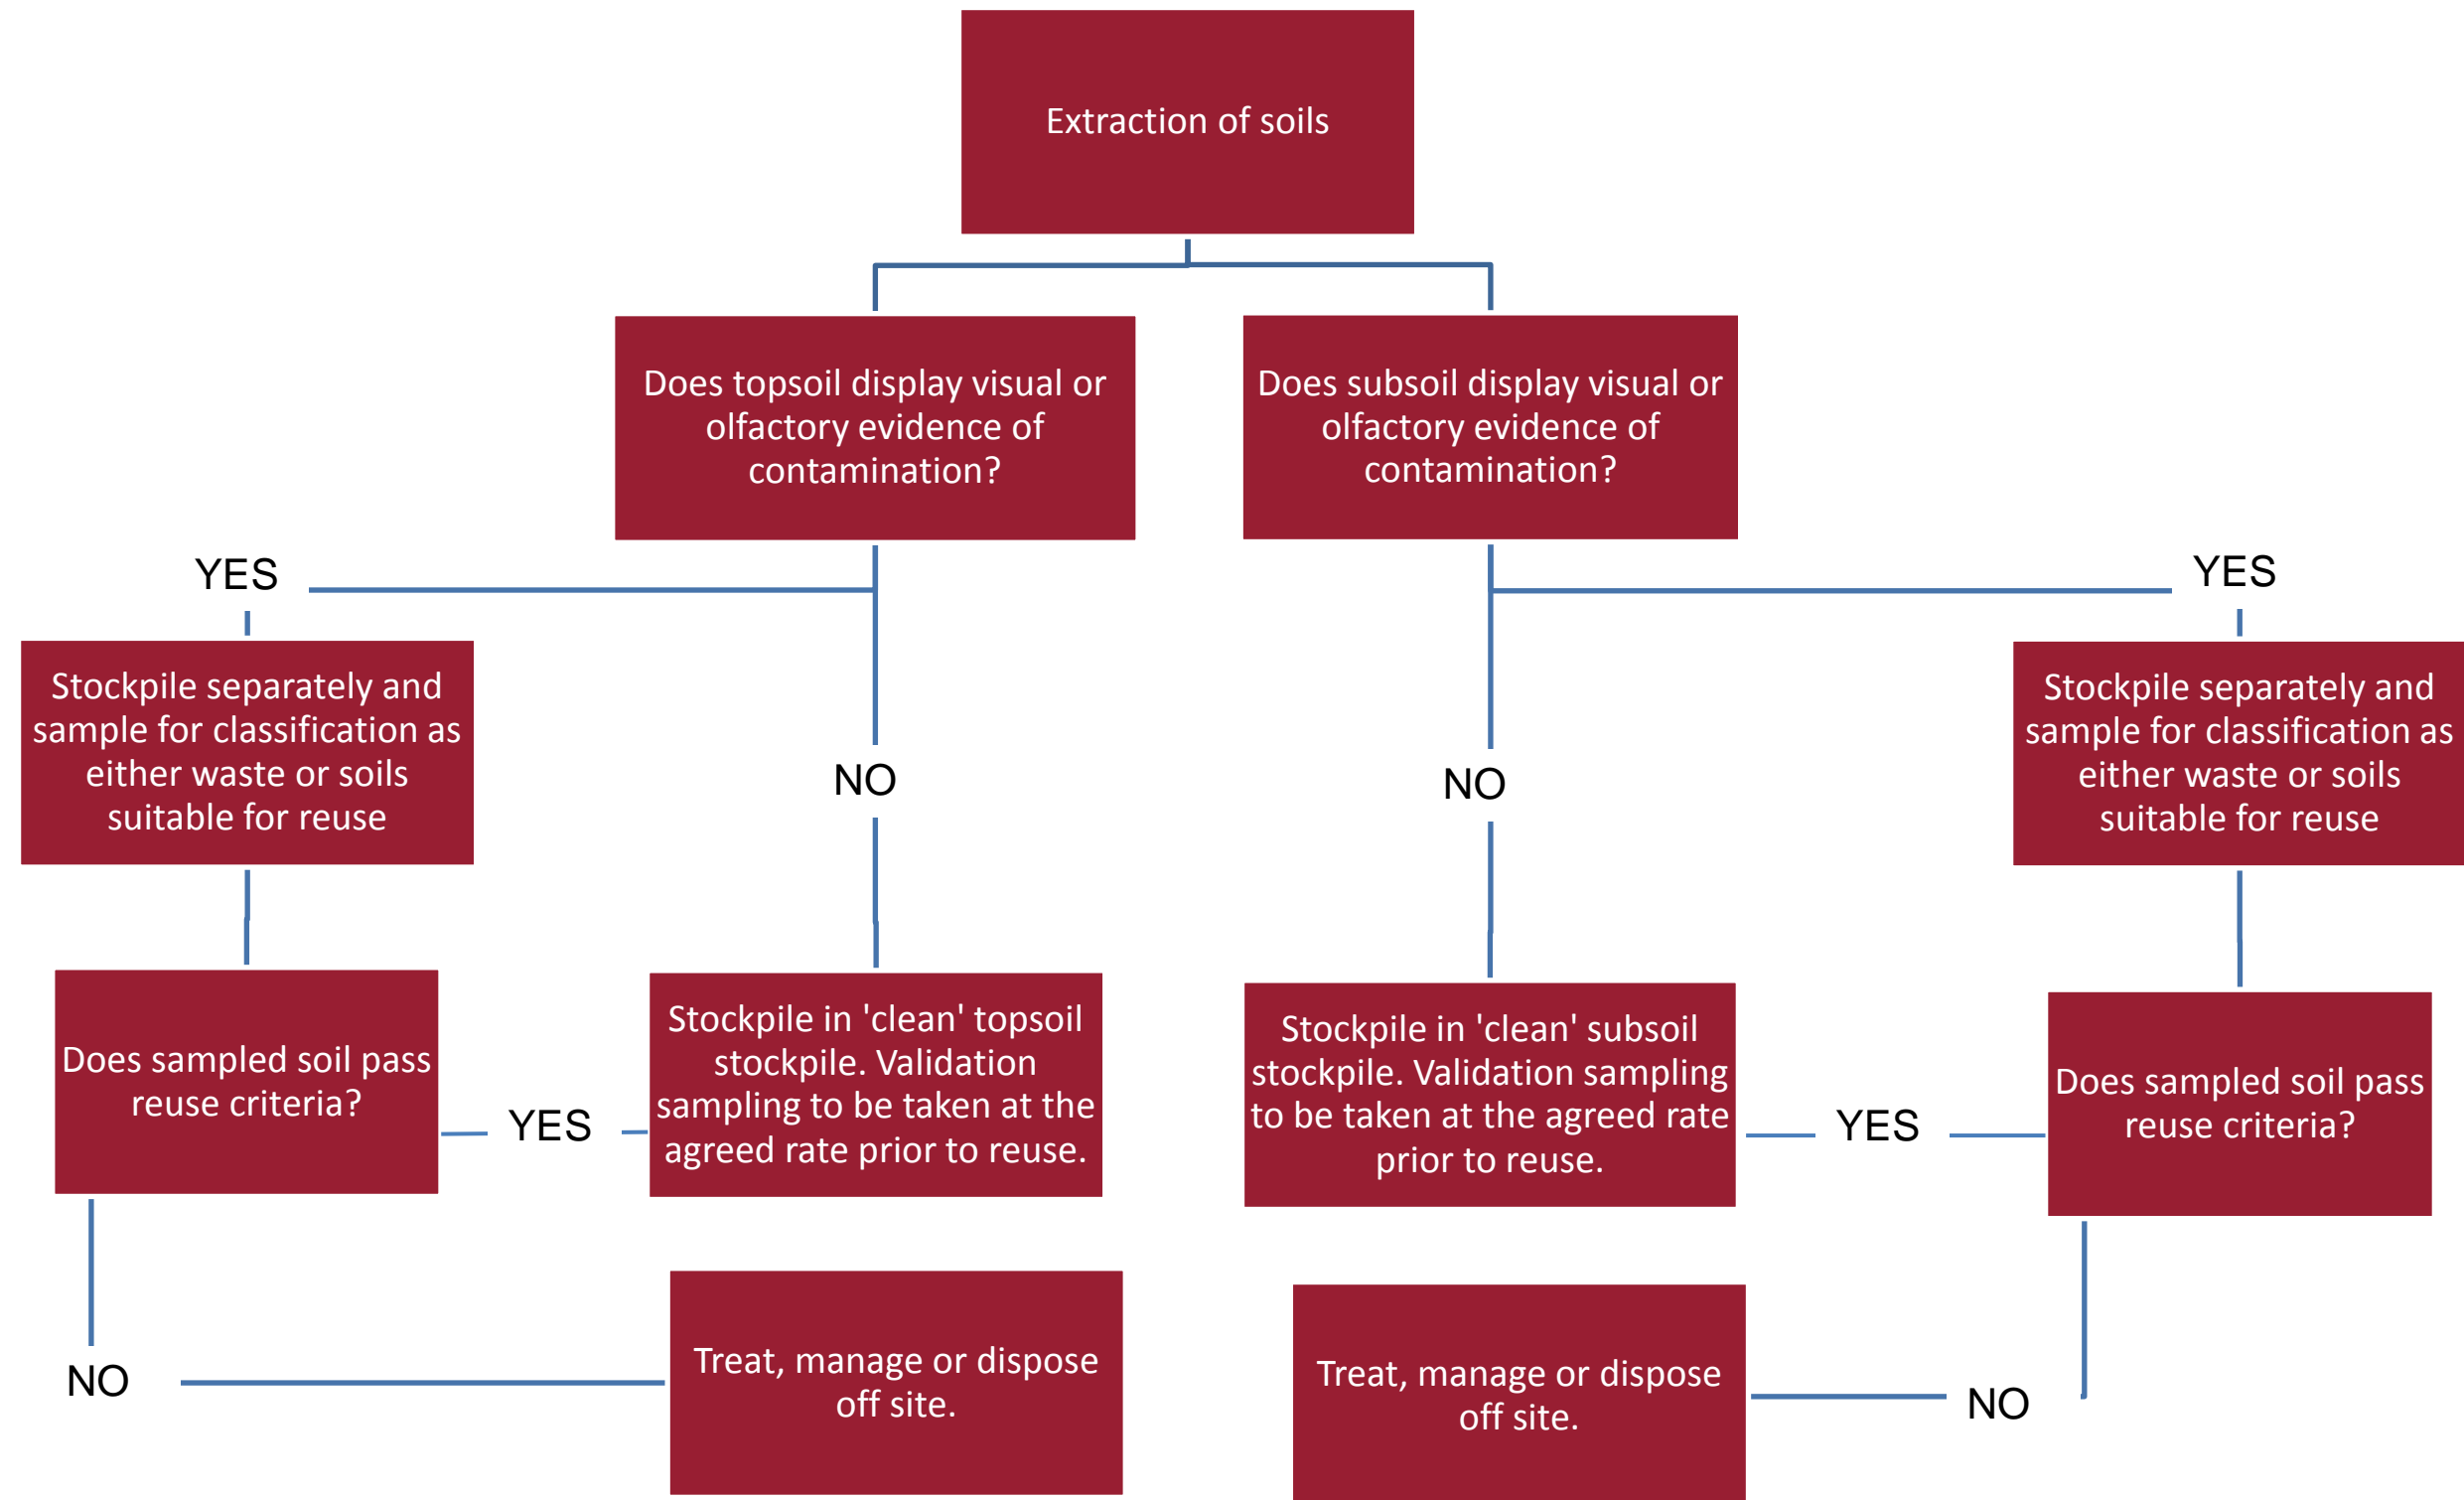 Extraction of soils
Does topsoil display visual or
olfactory evidence of
contamination?
Does subsoil display visual or
olfactory evidence of
contamination?
YES
YES
Stockpile separately and
sample for classification as
either waste or soils
suitable for reuse
NO
NO
Stockpile separately and
sample for classification as
either waste or soils
suitable for reuse
Does sampled soil pass
reuse criteria?
YES
Stockpile in 'clean' topsoil
stockpile. Validation
sampling to be taken at the
agreed rate prior to reuse.
Stockpile in 'clean' subsoil
stockpile. Validation sampling
to be taken at the agreed rate
prior to reuse.
YES
Does sampled soil pass
reuse criteria?
NO
Treat, manage or dispose
off site.
Treat, manage or dispose
off site.
NO